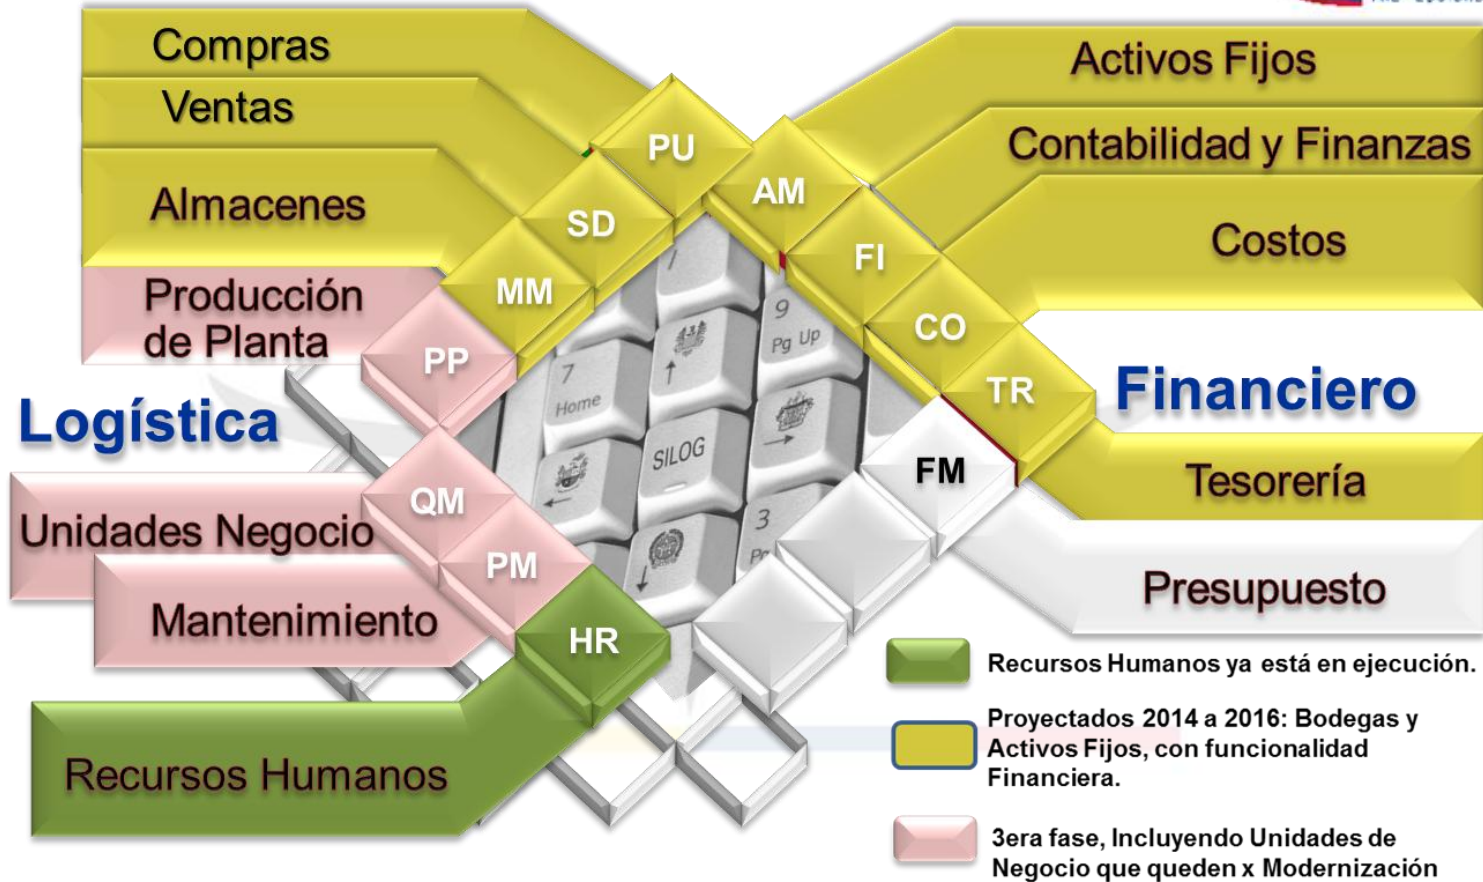 Compras
Ventas
Almacenes
Producción
de Planta
Logística
Unidades Negocio
Mantenimiento
Recursos Humanos
PU
SD
MM
PP
QM
PM
HR
AM
FI
CO
TR
FM
7
Home
9
Pg Up
SILOG
3
Activos Fijos
Contabilidad y Finanzas
Costos
Financiero
Tesorería
Presupuesto
Recursos Humanos ya está en ejecución.
Proyectados 2014 a 2016: Bodegas y
Activos Fijos, con funcionalidad
Financiera.
3era fase, Incluyendo Unidades de
Negocio que queden x Modernización